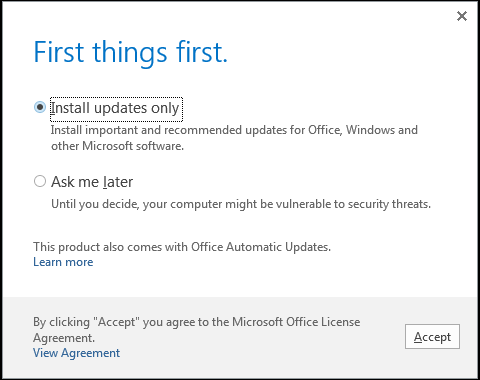 First things first.
Install updates only
Install important and recommended updates for Office, Windows and
other Microsoft software.
Ask me later
Until you decide, your computer might be vulnerable to security threats.
This product also comes with Office Automatic Updates.
Learn more
By clicking "Accept" you agree to the Microsoft Office License
Agreement.
View Agreement
Accept